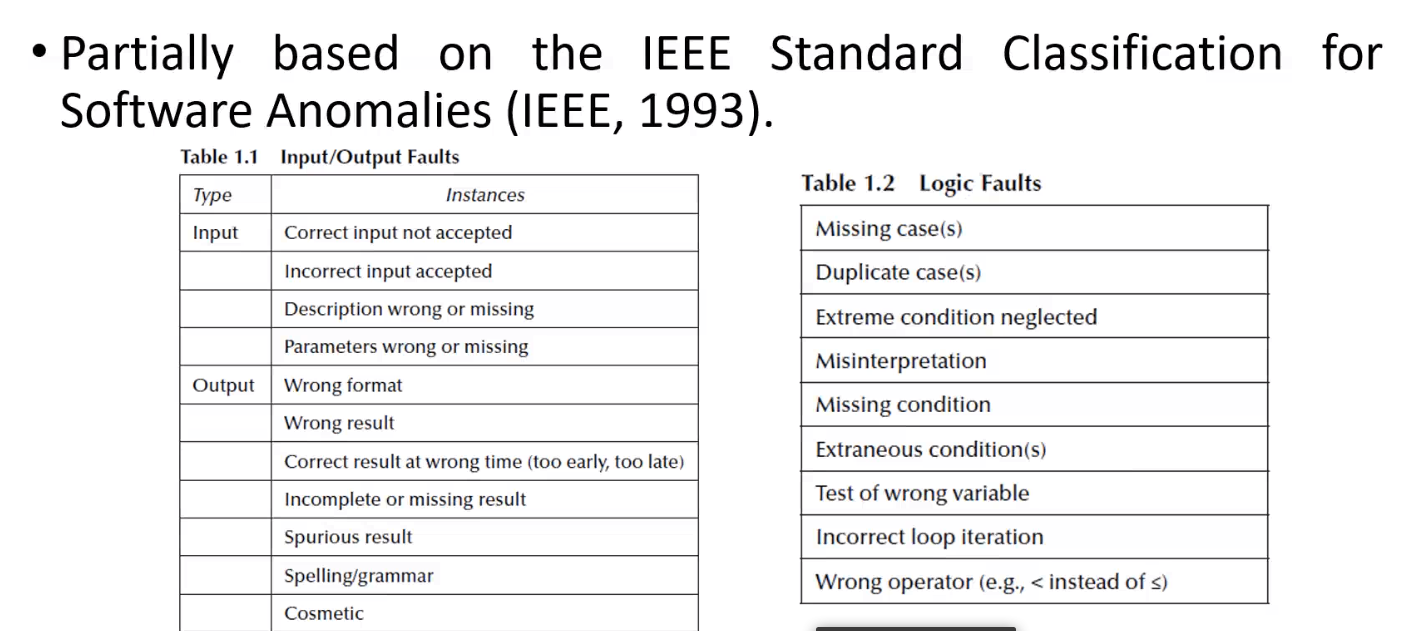 • Partially based on the IEEE Standard Classification for
Software Anomalies (IEEE, 1993).
Table 1.1 Input/Output Faults
Type Instances
Input Correct input not accepted
Incorrect input accepted
Description wrong or missing
Parameters wrong or missing
Output Wrong format
Wrong result
Correct result at wrong time (too early, too late)
Incomplete or missing result
Spurious result
Spelling/grammar
Cosmetic
Table 1.2 Logic Faults
Missing case(s)
Duplicate case(s)
Extreme condition neglected
Misinterpretation
Missing condition
Extraneous condition(s)
Test of wrong variable
Incorrect loop iteration
Wrong operator (e.g., < instead of ≤)